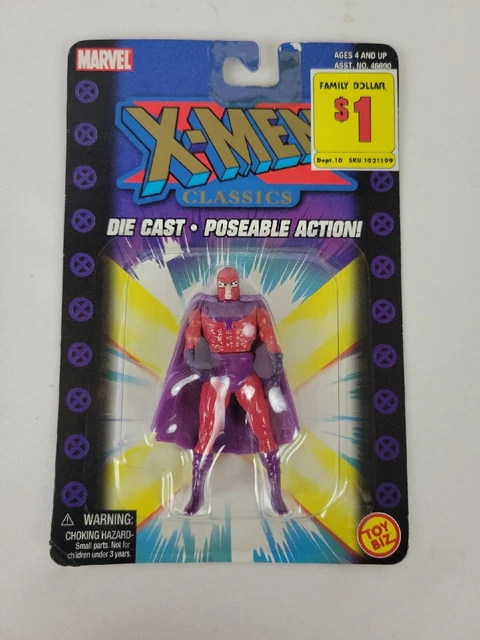 MARVEL
AGES 4 AND UP
ASST. NO. 48690
FAMILY DOLLAR
$1
Dept.10 SKU 1021199
X-MEN
CLASSICS
DIE CAST • POSEABLE ACTION!
⚠ WARNING:
CHOKING HAZARD-
Small parts. Not for
children under 3 years.
TOY
BIZ